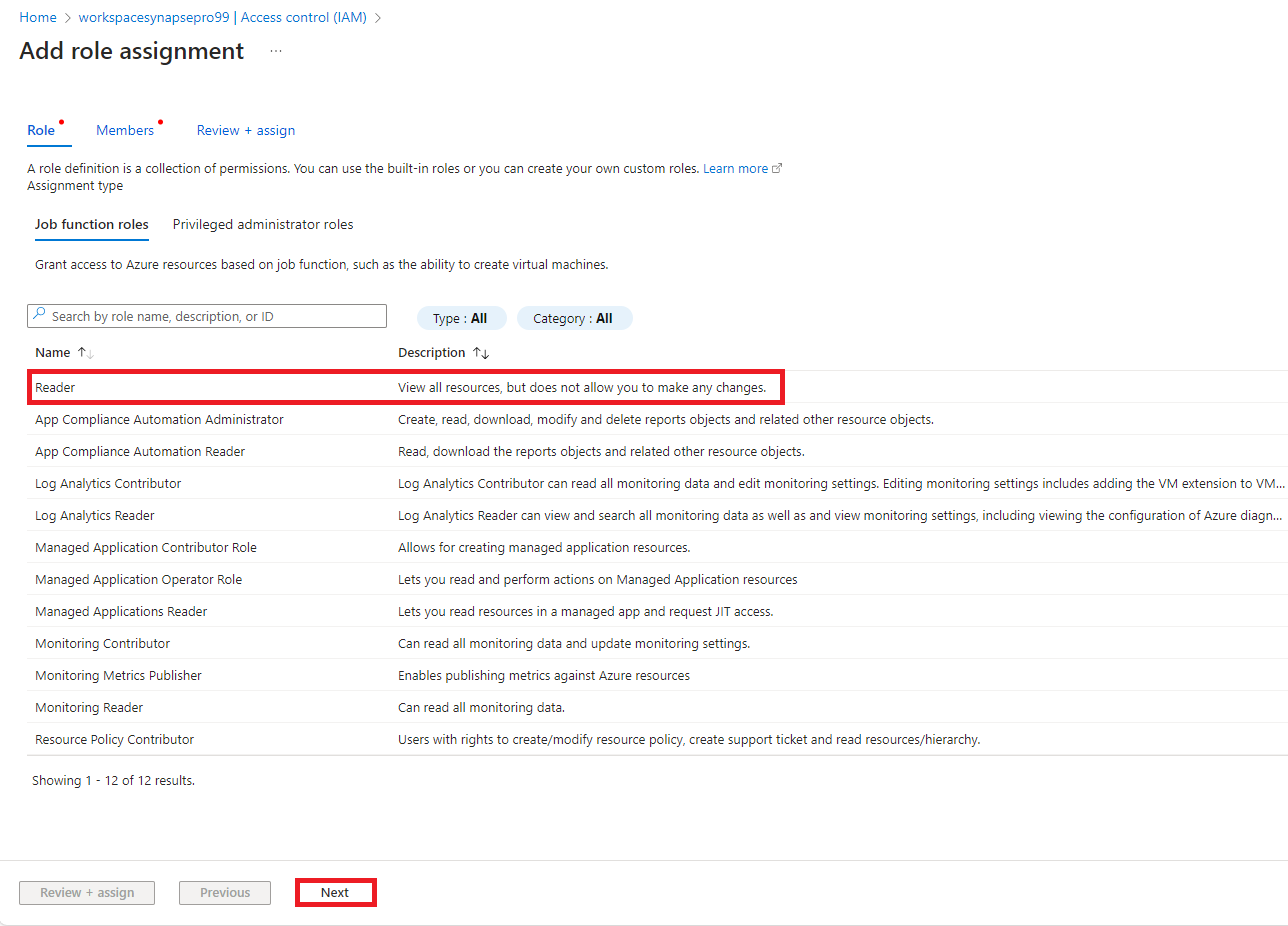 Home > workspacesynapsepro99 | Access control (IAM) >
Add role assignment ...
Role Members Review + assign
A role definition is a collection of permissions. You can use the built-in roles or you can create your own custom roles. Learn more
Assignment type
Job function roles Privileged administrator roles
Grant access to Azure resources based on job function, such as the ability to create virtual machines.
Search by role name, description, or ID Type : All Category : All
Name ↑↓ Description ↑↓
Reader View all resources, but does not allow you to make any changes.
App Compliance Automation Administrator Create, read, download, modify and delete reports objects and related other resource objects.
App Compliance Automation Reader Read, download the reports objects and related other resource objects.
Log Analytics Contributor Log Analytics Contributor can read all monitoring data and edit monitoring settings. Editing monitoring settings includes adding the VM extension to VM...
Log Analytics Reader Log Analytics Reader can view and search all monitoring data as well as and view monitoring settings, including viewing the configuration of Azure diagn...
Managed Application Contributor Role Allows for creating managed application resources.
Managed Application Operator Role Lets you read and perform actions on Managed Application resources
Managed Applications Reader Lets you read resources in a managed app and request JIT access.
Monitoring Contributor Can read all monitoring data and update monitoring settings.
Monitoring Metrics Publisher Enables publishing metrics against Azure resources
Monitoring Reader Can read all monitoring data.
Resource Policy Contributor Users with rights to create/modify resource policy, create support ticket and read resources/hierarchy.
Showing 1 - 12 of 12 results.
Review + assign Previous Next